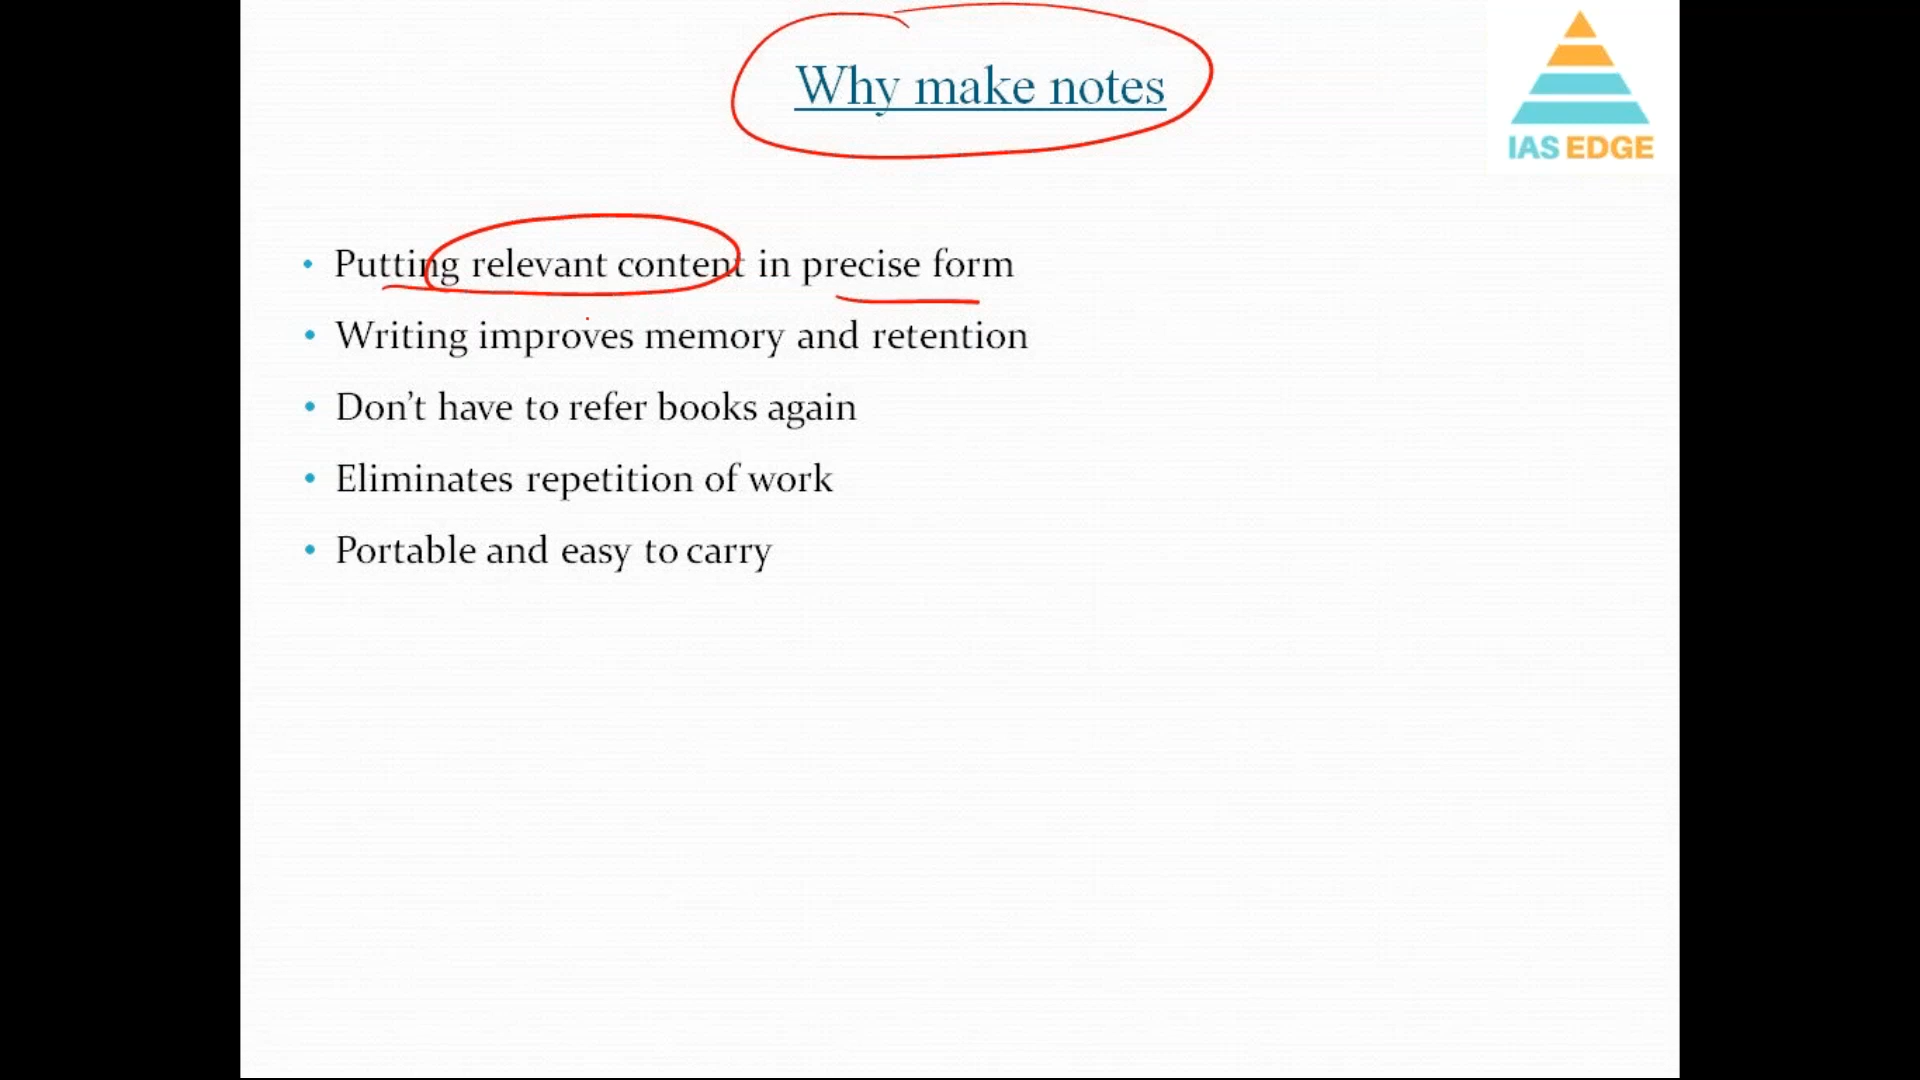 Why make notes
IAS EDGE
• Putting relevant content in precise form
• Writing improves memory and retention
• Don’t have to refer books again
• Eliminates repetition of work
• Portable and easy to carry